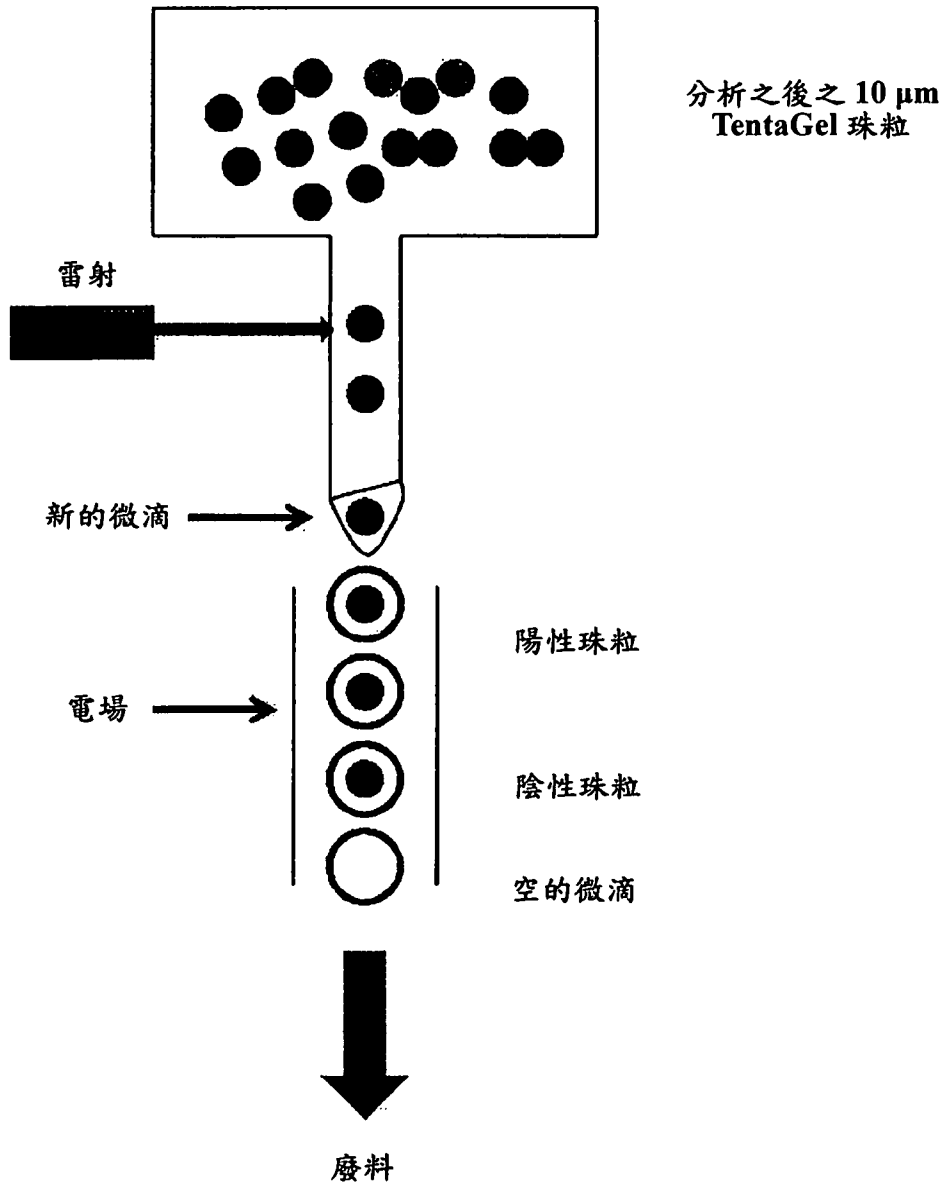 分析之後之 10 μm
TentaGel 珠粒
雷射
新的微滴
陽性珠粒
電場
陰性珠粒
空的微滴
廢料